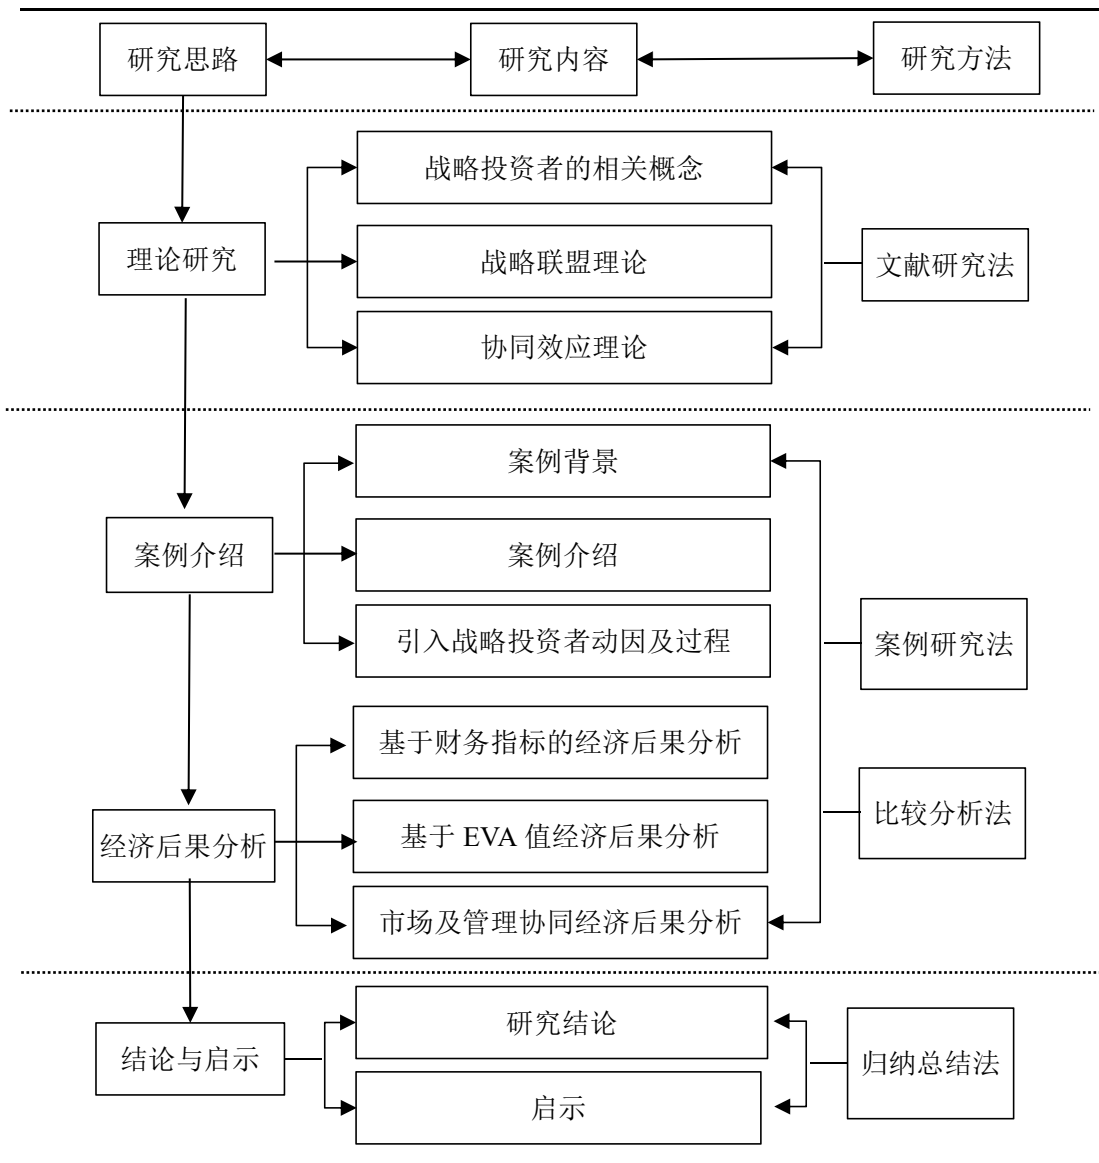 研究思路
研究内容
研究方法
战略投资者的相关概念
理论研究
战略联盟理论
文献研究法
协同效应理论
案例背景
案例介绍
案例介绍
引入战略投资者动因及过程
案例研究法
基于财务指标的经济后果分析
比较分析法
经济后果分析
基于 EVA 值经济后果分析
市场及管理协同经济后果分析
研究结论
结论与启示
归纳总结法
启示